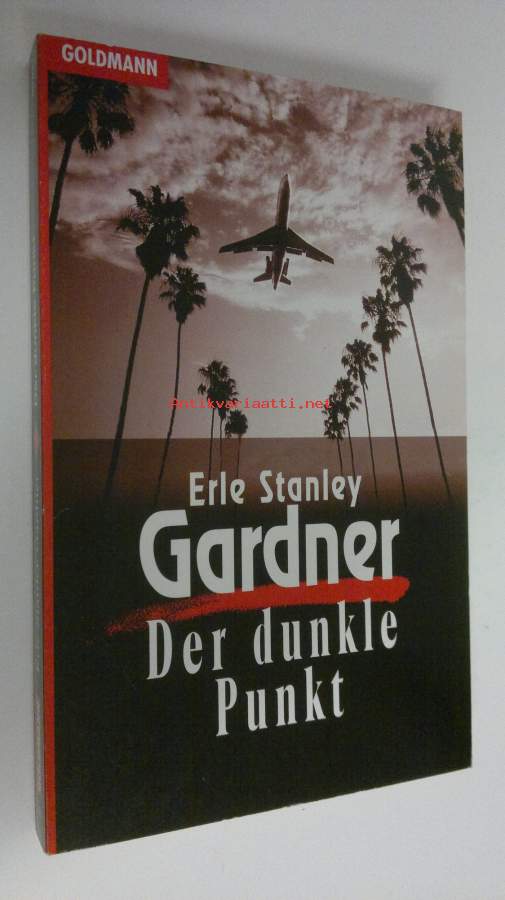 GOLDMANN
Antikvariaatti.net
Erle Stanley
Gardner
Der dunkle
Punkt